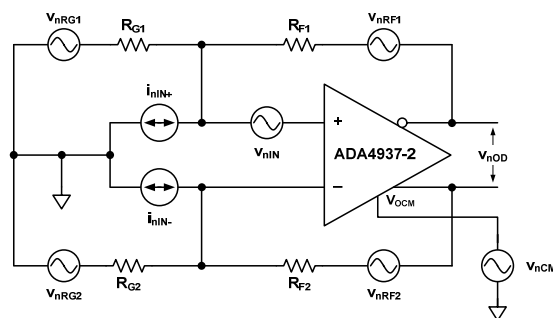 VnRG1
RG1
RF1
VnRF1
inIN+
+
VnIN
ADA4937-2
VnOD
inIN-
–
VOCM
VnRG2
RG2
RF2
VnRF2
VnCM